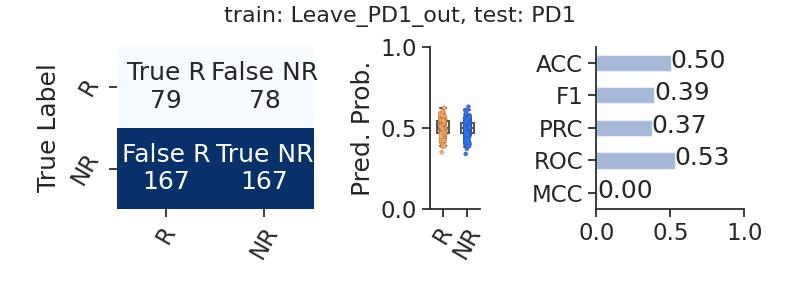 train: Leave_PD1_out, test: PD1
True Label
R
NR
True R
79
False NR
78
False R
167
True NR
167
R
NR
Pred. Prob.
1.0
0.5
0.0
R
NR
ACC
0.50
F1
0.39
PRC
0.37
ROC
0.53
MCC
0.00
0.0
0.5
1.0